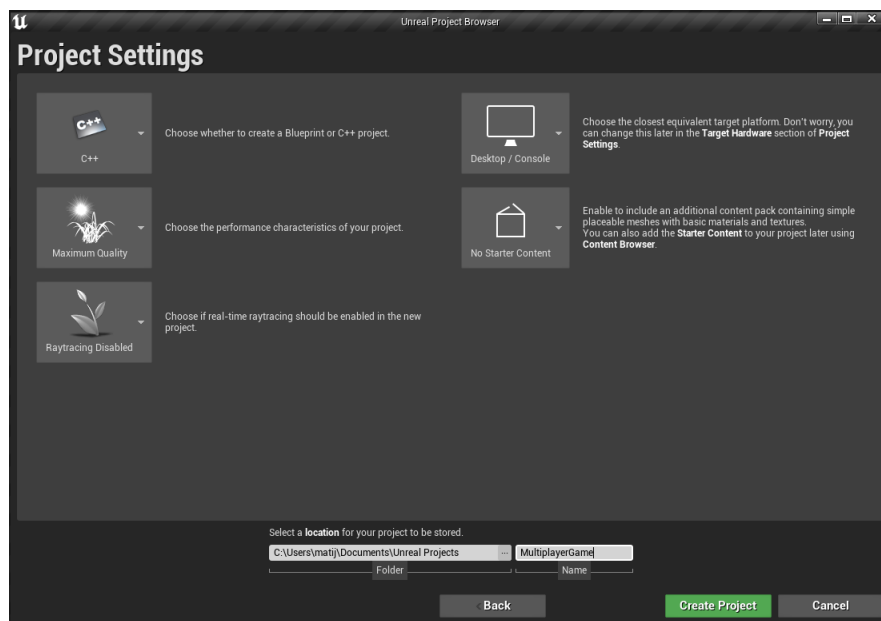 Unreal Project Browser
Project Settings
C++
C++
Choose whether to create a Blueprint or C++ project.
Desktop / Console
Choose the closest equivalent target platform. Don't worry, you
can change this later in the Target Hardware section of Project
Settings.
Maximum Quality
Choose the performance characteristics of your project.
No Starter Content
Enable to include an additional content pack containing simple
placeable meshes with basic materials and textures.
You can also add the Starter Content to your project later using
Content Browser.
Raytracing Disabled
Choose if real-time raytracing should be enabled in the new
project.
Select a location for your project to be stored.
C:\Users\matij\Documents\Unreal Projects
...
MultiplayerGame
Folder
Name
Back
Create Project
Cancel